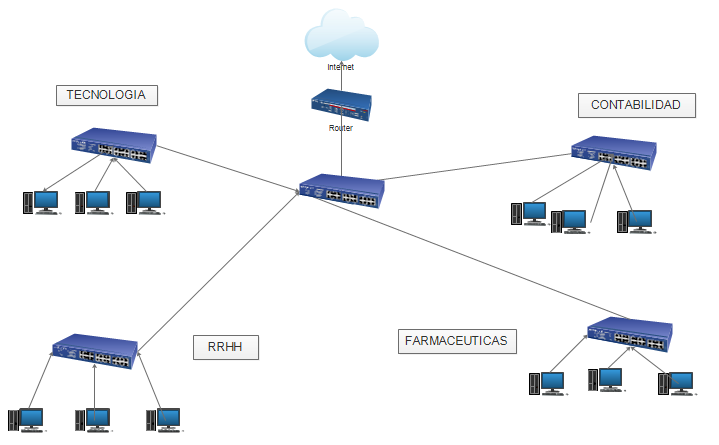 Internet
TECNOLOGIA
CONTABILIDAD
Router
RRHH
FARMACEUTICAS